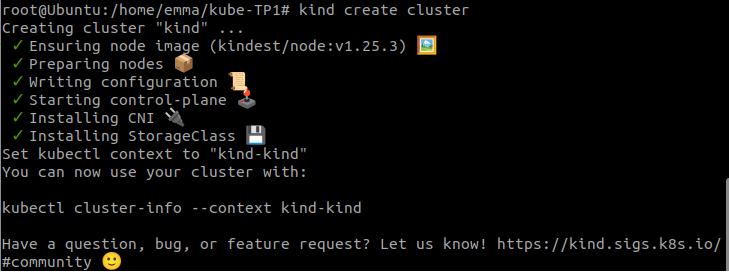 root@Ubuntu:/home/emma/kube-TP1# kind create cluster
Creating cluster "kind" ...
✓ Ensuring node image (kindest/node:v1.25.3) 🖼
✓ Preparing nodes 📦
✓ Writing configuration 📜
✓ Starting control-plane 🕹
✓ Installing CNI 🔌
✓ Installing StorageClass 💾
Set kubectl context to "kind-kind"
You can now use your cluster with:
kubectl cluster-info --context kind-kind
Have a question, bug, or feature request? Let us know! https://kind.sigs.k8s.io/
#community 🙂